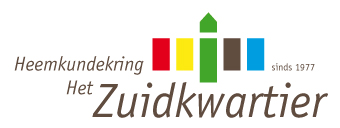 Heemkundekring
sinds 1977
Het
Zuidkwartier